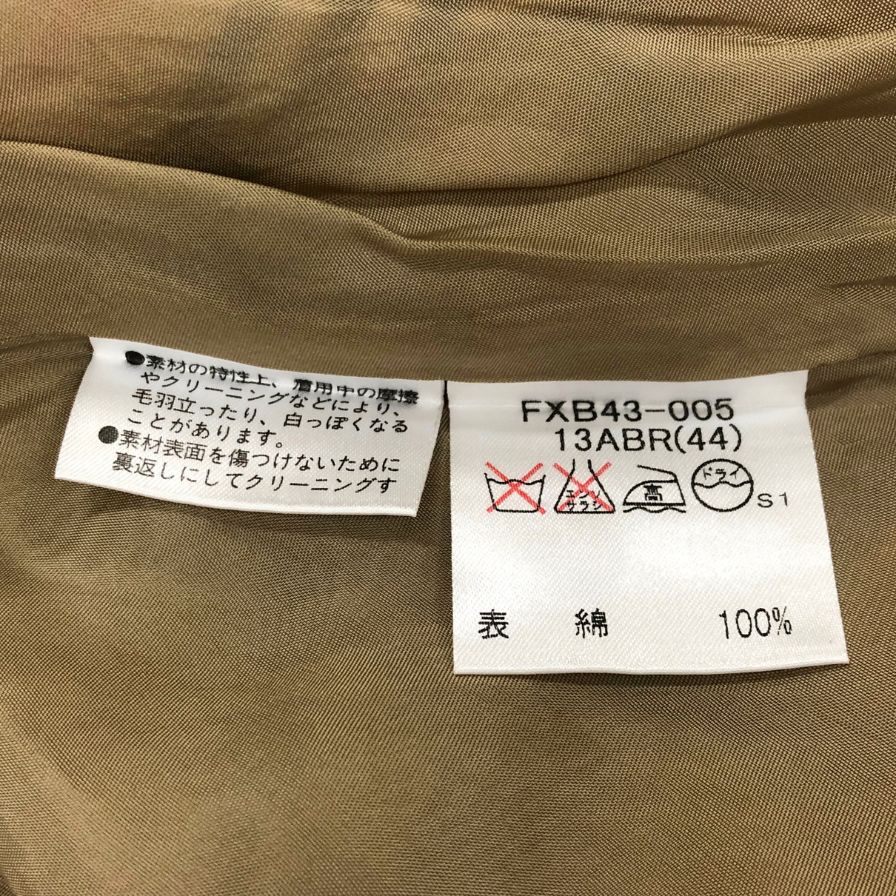 ●素材の特性上、着用中の摩擦
やクリーニングなどにより、
毛羽立ったり、白っぽくなる
ことがあります。
●素材表面を傷つけないために
裏返しにしてクリーニングす
FXB43-005
13ABR(44)
エンソ
サラシ
高
ドライ
S1
表 綿 100%